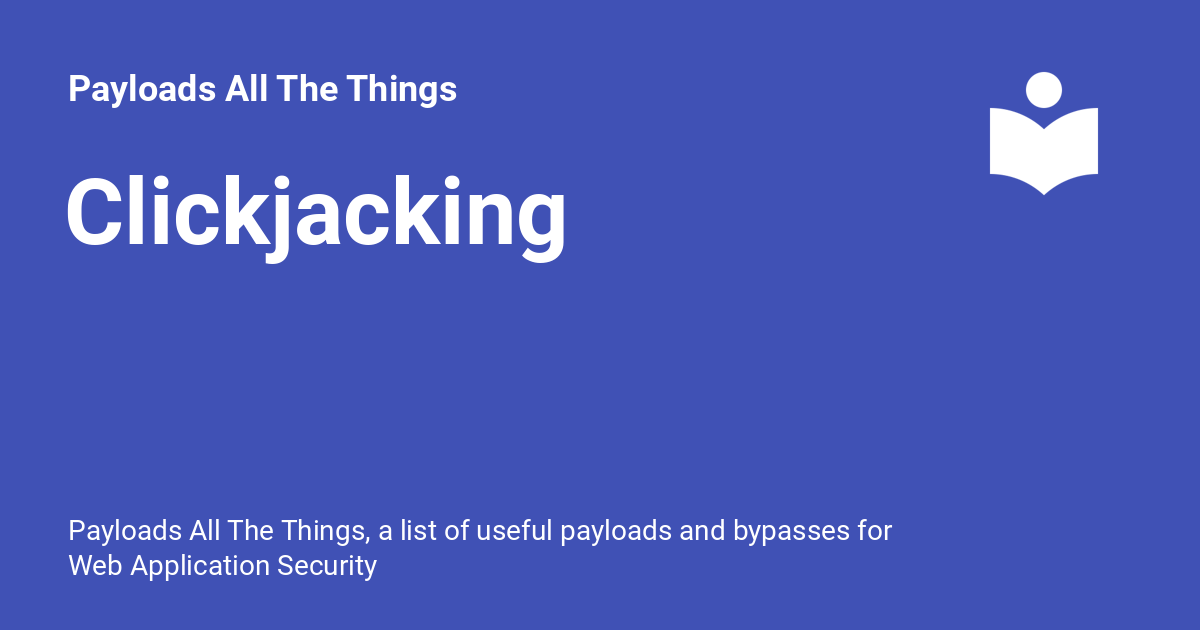 Payloads All The Things
Clickjacking
Payloads All The Things, a list of useful payloads and bypasses for
Web Application Security